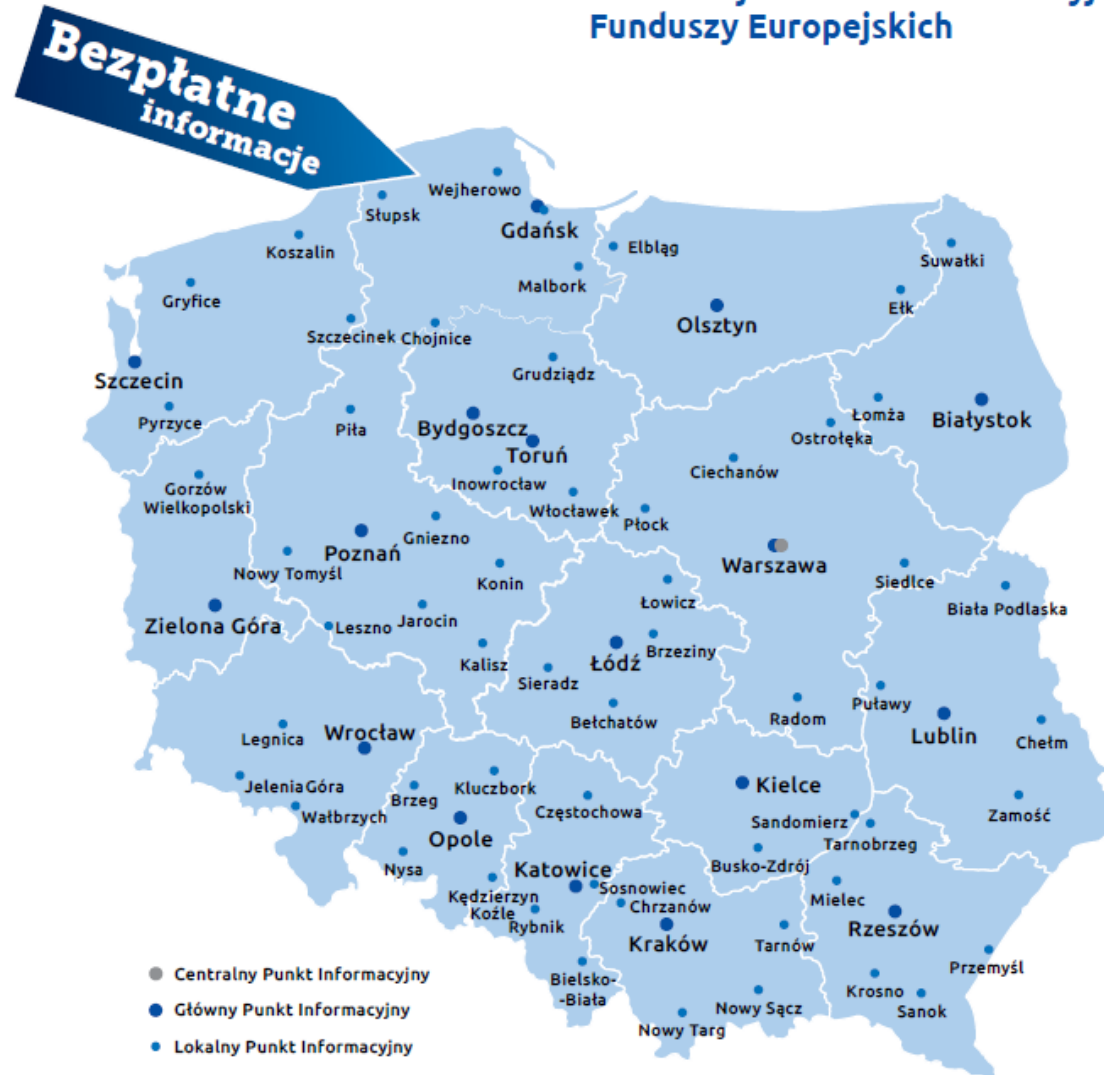 Funduszy Europejskich
Bezpłatne
informacje
Wejherowo
Słupsk
Gdańsk
Koszalin
Elbląg
Suwałki
Malbork
Gryfice
Ełk
Olsztyn
Szczecinek
Chojnice
Grudziądz
Szczecin
Pyrzyce
Piła
Bydgoszcz
Toruń
Łomża
Białystok
Ostrołęka
Ciechanów
Inowrocław
Gorzów
Wielkopolski
Włocławek
Płock
Gniezno
Poznań
Nowy Tomyśl
Konin
Warszawa
Siedlce
Biała Podlaska
Łowicz
Zielona Góra
Leszno
Jarocin
Kalisz
Łódź
Brzeziny
Sieradz
Bełchatów
Radom
Puławy
Lublin
Chełm
Legnica
Wrocław
JeleniaGóra
Wałbrzych
Brzeg
Kluczbork
Częstochowa
Kielce
Sandomierz
Tarnobrzeg
Zamość
Opole
Nysa
Busko-Zdrój
Katowice
Sosnowiec
Kędzierzyn
Koźle
Rybnik
Chrzanów
Mielec
Rzeszów
Kraków
Tarnów
Przemyśl
Bielsko-
-Biała
Nowy Targ
Nowy Sącz
Krosno
Sanok
Centralny Punkt Informacyjny
Główny Punkt Informacyjny
Lokalny Punkt Informacyjny